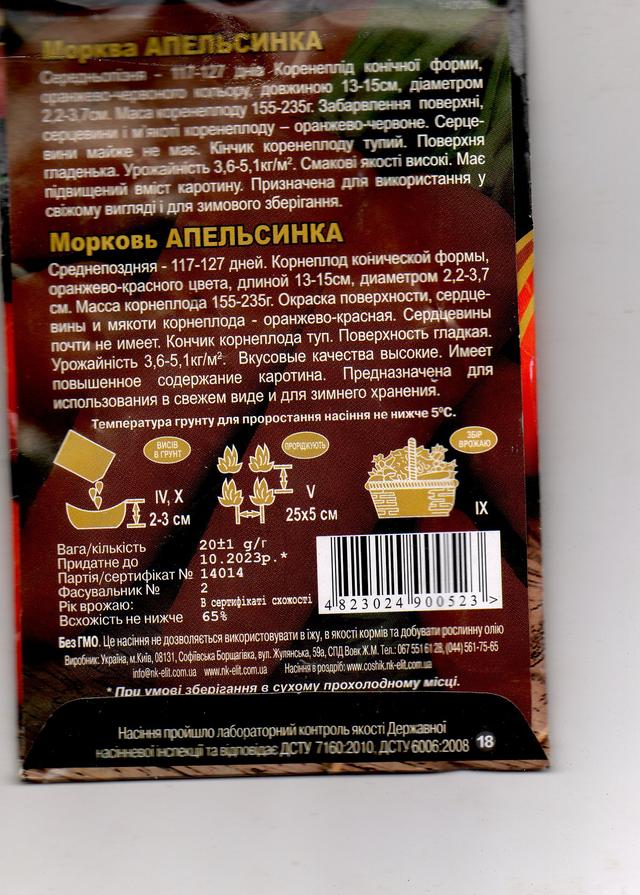 Морква АПЕЛЬСИНКА
Середньопізня - 117-127 днів Коренеплід конічної форми,
оранжево-червоного кольору, довжиною 13-15см, діаметром
2,2-3,7см. Маса коренеплоду 155-235г. Забарвлення поверхні,
серцевини і м'якоті коренеплоду – оранжево-червоне. Серце-
вини майже не має. Кінчик коренеплоду тупий. Поверхня
гладенька. Урожайність 3,6-5,1кг/м². Смакові якості високі. Має
підвищений вміст каротину. Призначена для використання у
свіжому вигляді і для зимового зберігання.
Морковь АПЕЛЬСИНКА
Среднепоздняя - 117-127 дней. Корнеплод конической формы,
оранжево-красного цвета, длиной 13-15см, диаметром 2,2-3,7
см. Масса корнеплода 155-235г. Окраска поверхности, сердце-
вины и мякоти корнеплода - оранжево-красная. Сердцевины
почти не имеет. Кончик корнеплода туп. Поверхность гладкая.
Урожайність 3,6-5,1кг/м². Вкусовые качества высокие. Имеет
повышенное содержание каротина. Предназначена для
использования в свежем виде и для зимнего хранения.
Температура грунту для проростання насіння не нижче 5ºС.
ВИСІВ
В ГРУНТ
ПРОРІДЖУЮТЬ
ЗБІР
ВРОЖАЮ
IV, X
2-3 см
V
25х5 см
IX
Вага/кількість 20±1 g/г
Придатне до 10.2023р.*
Партія/сертифікат № 14014
Фасувальник № 2
Рік врожаю: В сертифікаті схожості
Всхожість не нижче 65%
4 823024 900523 >
Без ГМО. Це насіння не дозволяється використовувати в їжу, в якості кормів та добувати рослинну олію
Виробник: Україна, м.Київ, 08131, Софіївська Борщагівка, вул. Жулянська, 59а, СПД Вовк Ж.М. Тел.: 067 551 61 28, (044) 561-75-65
info@nk-elit.com.ua www.nk-elit.com.ua Насіння в роздріб: www.coshik.nk-elit.com.ua
* При умові зберігання в сухому прохолодному місці.
Насіння пройшло лабораторний контроль якості Державної
насінневої інспекції та відповідає ДСТУ 7160:2010, ДСТУ 6006:2008 18